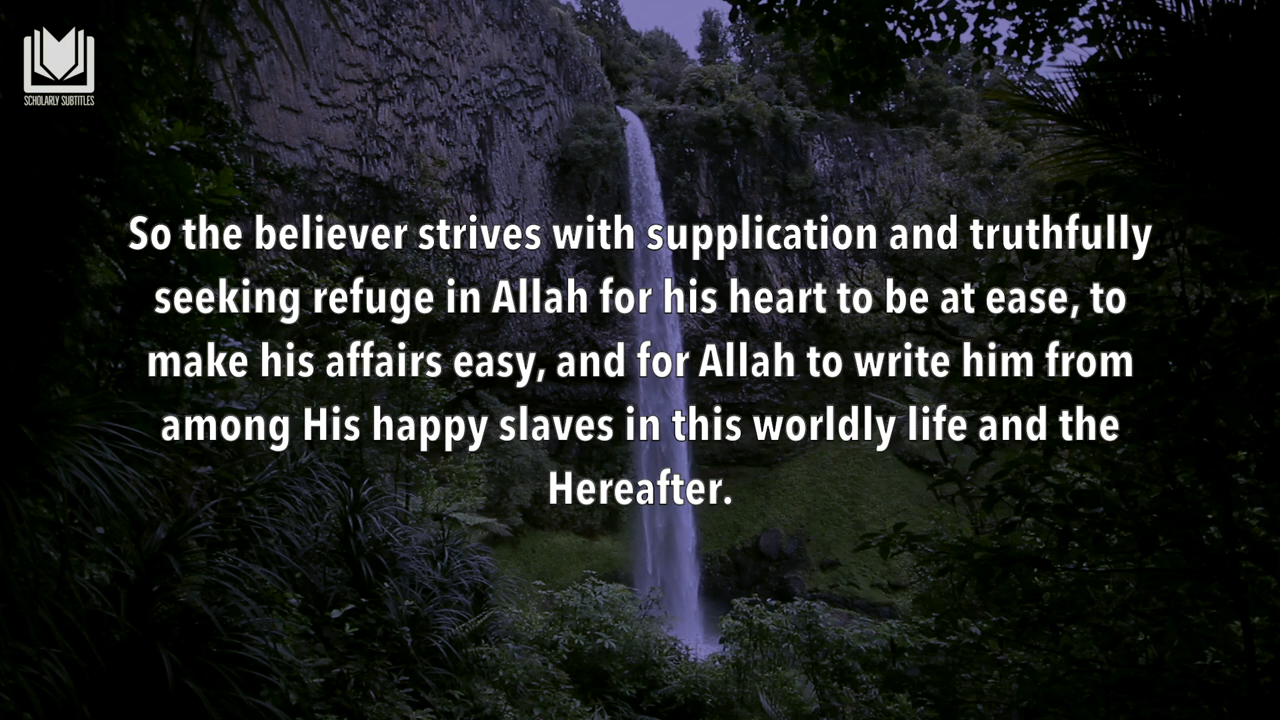 SCHOLARLY SUBTITLES
So the believer strives with supplication and truthfully
seeking refuge in Allah for his heart to be at ease, to
make his affairs easy, and for Allah to write him from
among His happy slaves in this worldly life and the
Hereafter.